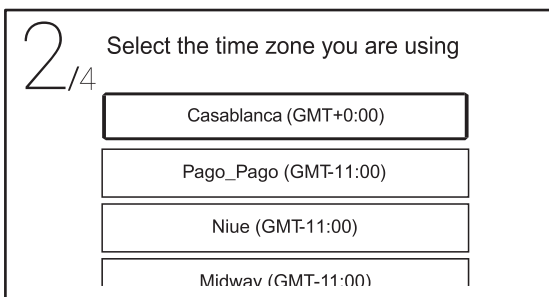 2/4
Select the time zone you are using
Casablanca (GMT+0:00)
Pago_Pago (GMT-11:00)
Niue (GMT-11:00)
Midway (GMT-11:00)